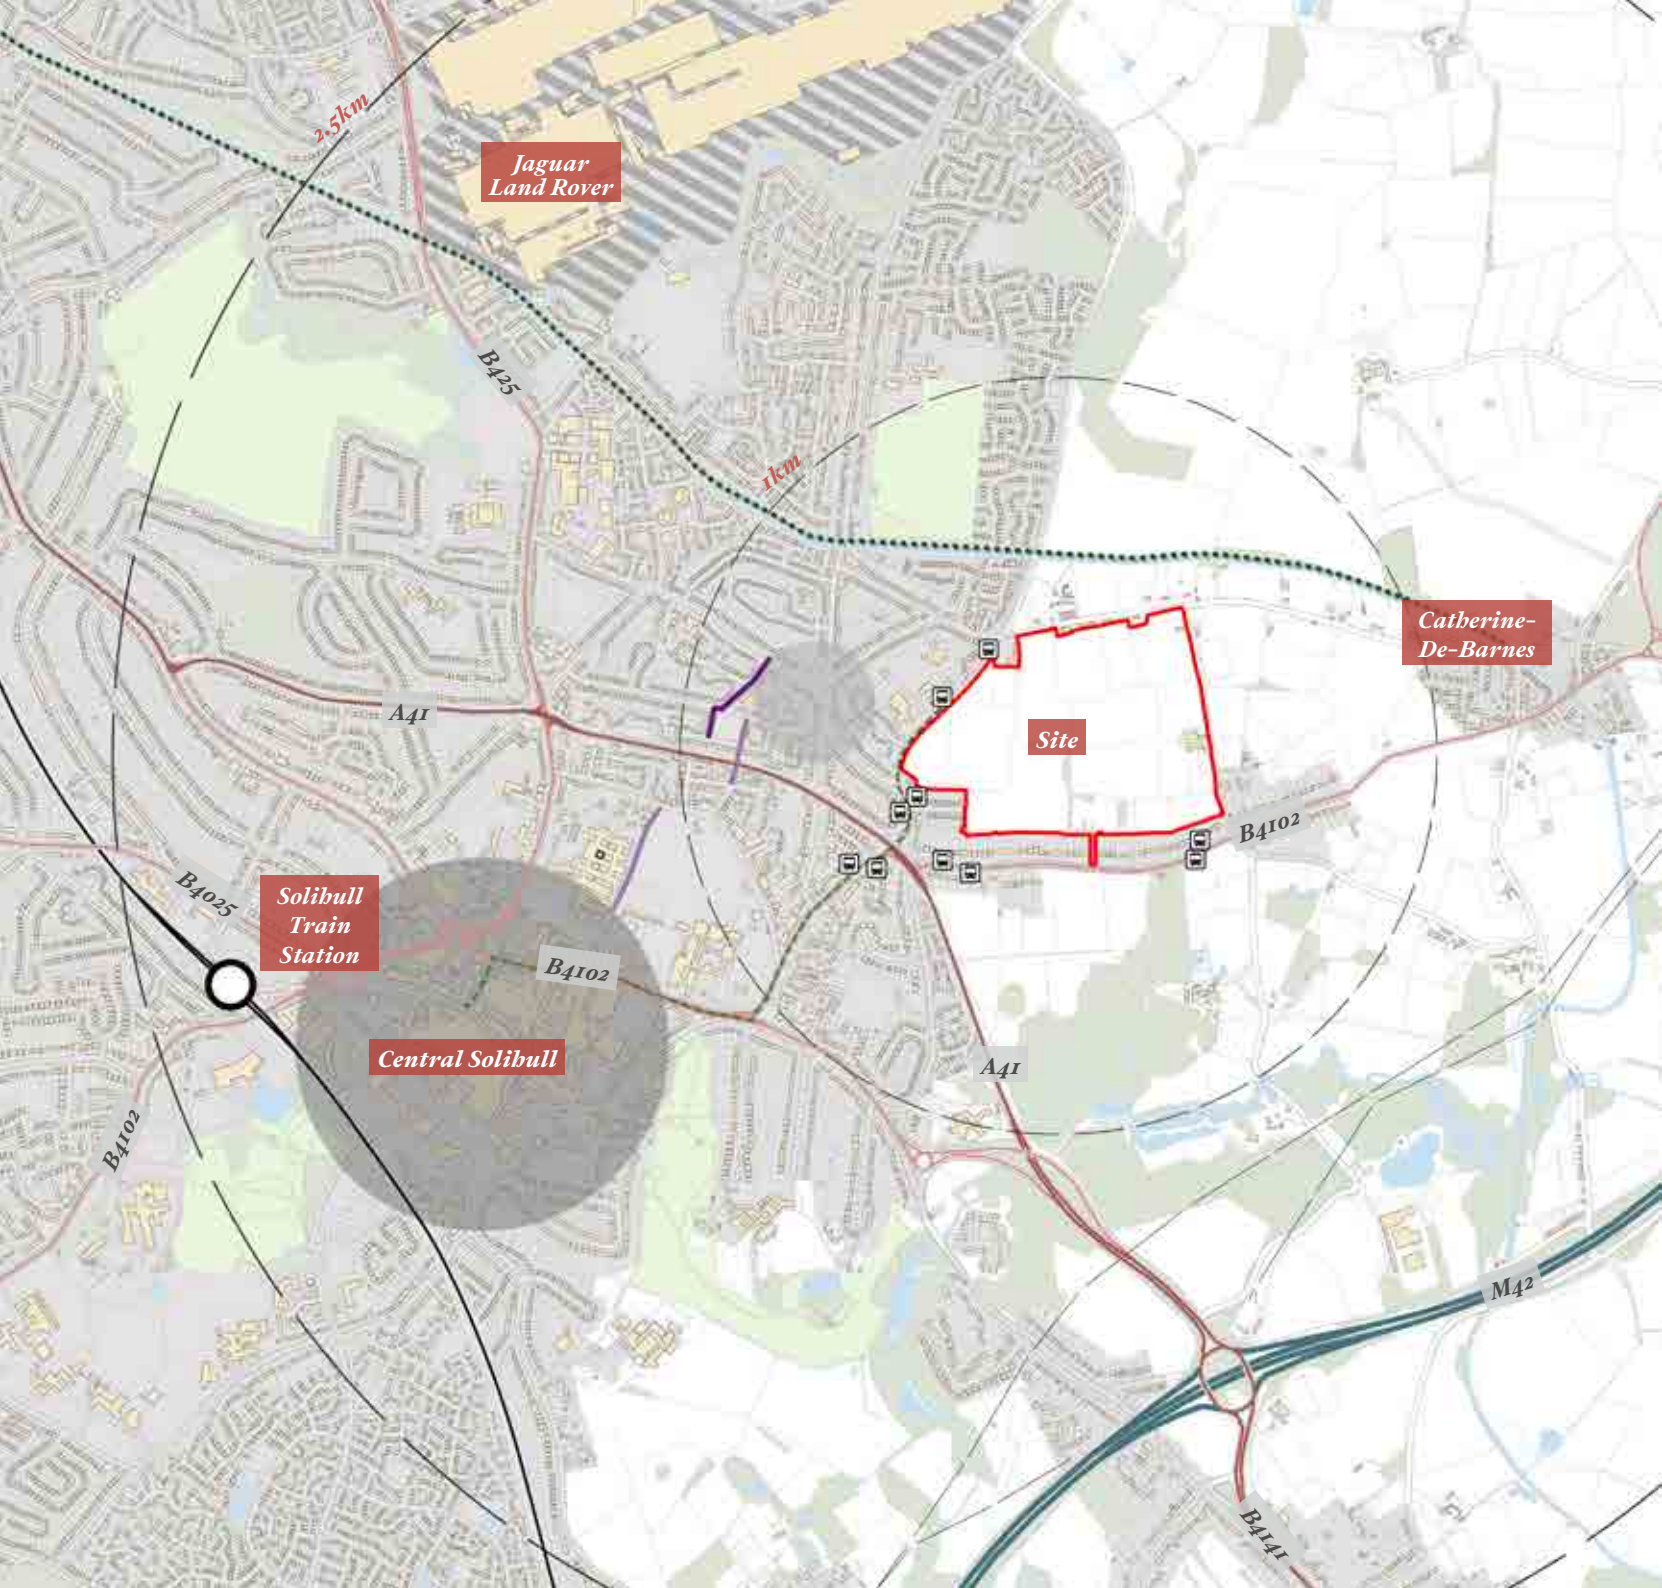 2.5km
Jaguar
Land Rover
B425
1km
Catherine-
De-Barnes
A41
Site
B4102
B4025
Solihull
Train
Station
B4102
Central Solihull
A41
B4102
M42
B4141